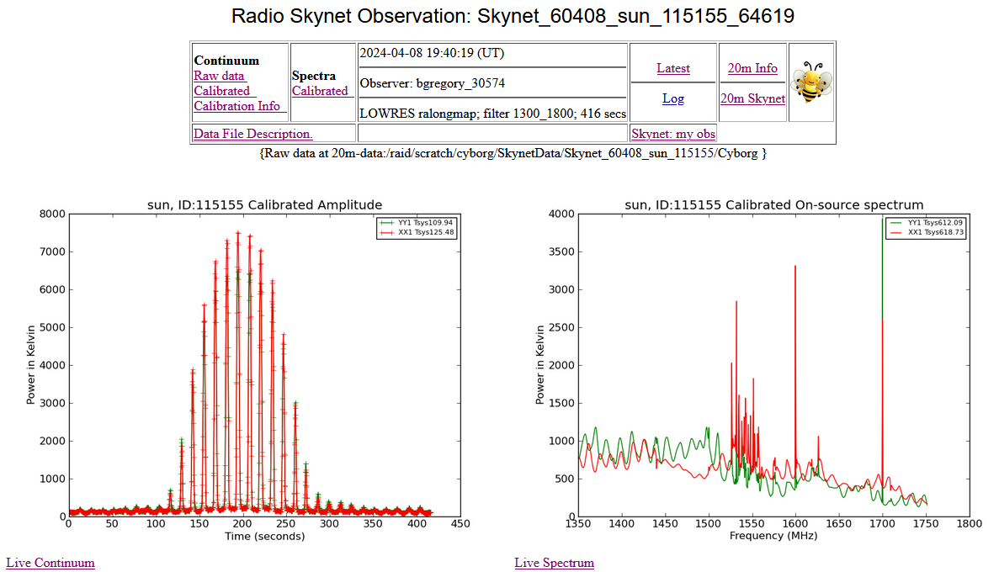 Radio Skynet Observation: Skynet_60408_sun_115155_64619
Continuum
Raw data
Calibrated
Calibration Info
Spectra
Calibrated
2024-04-08 19:40:19 (UT)
Observer: bgregory_30574
LOWRES ralongmap; filter 1300_1800; 416 secs
Latest
Log
20m Info
20m Skynet
Data File Description.
Skynet: my obs
{Raw data at 20m-data:/raid/scratch/cyborg/SkynetData/Skynet_60408_sun_115155/Cyborg }
sun, ID:115155 Calibrated Amplitude
YY1 Tsys109.94
XX1 Tsys125.48
8000
7000
6000
5000
4000
3000
2000
1000
0
Power in Kelvin
0 50 100 150 200 250 300 350 400 450
Time (seconds)
sun, ID:115155 Calibrated On-source spectrum
YY1 Tsys612.09
XX1 Tsys618.73
4000
3500
3000
2500
2000
1500
1000
500
0
Power in Kelvin
1350 1400 1450 1500 1550 1600 1650 1700 1750 1800
Frequency (MHz)
Live Continuum
Live Spectrum